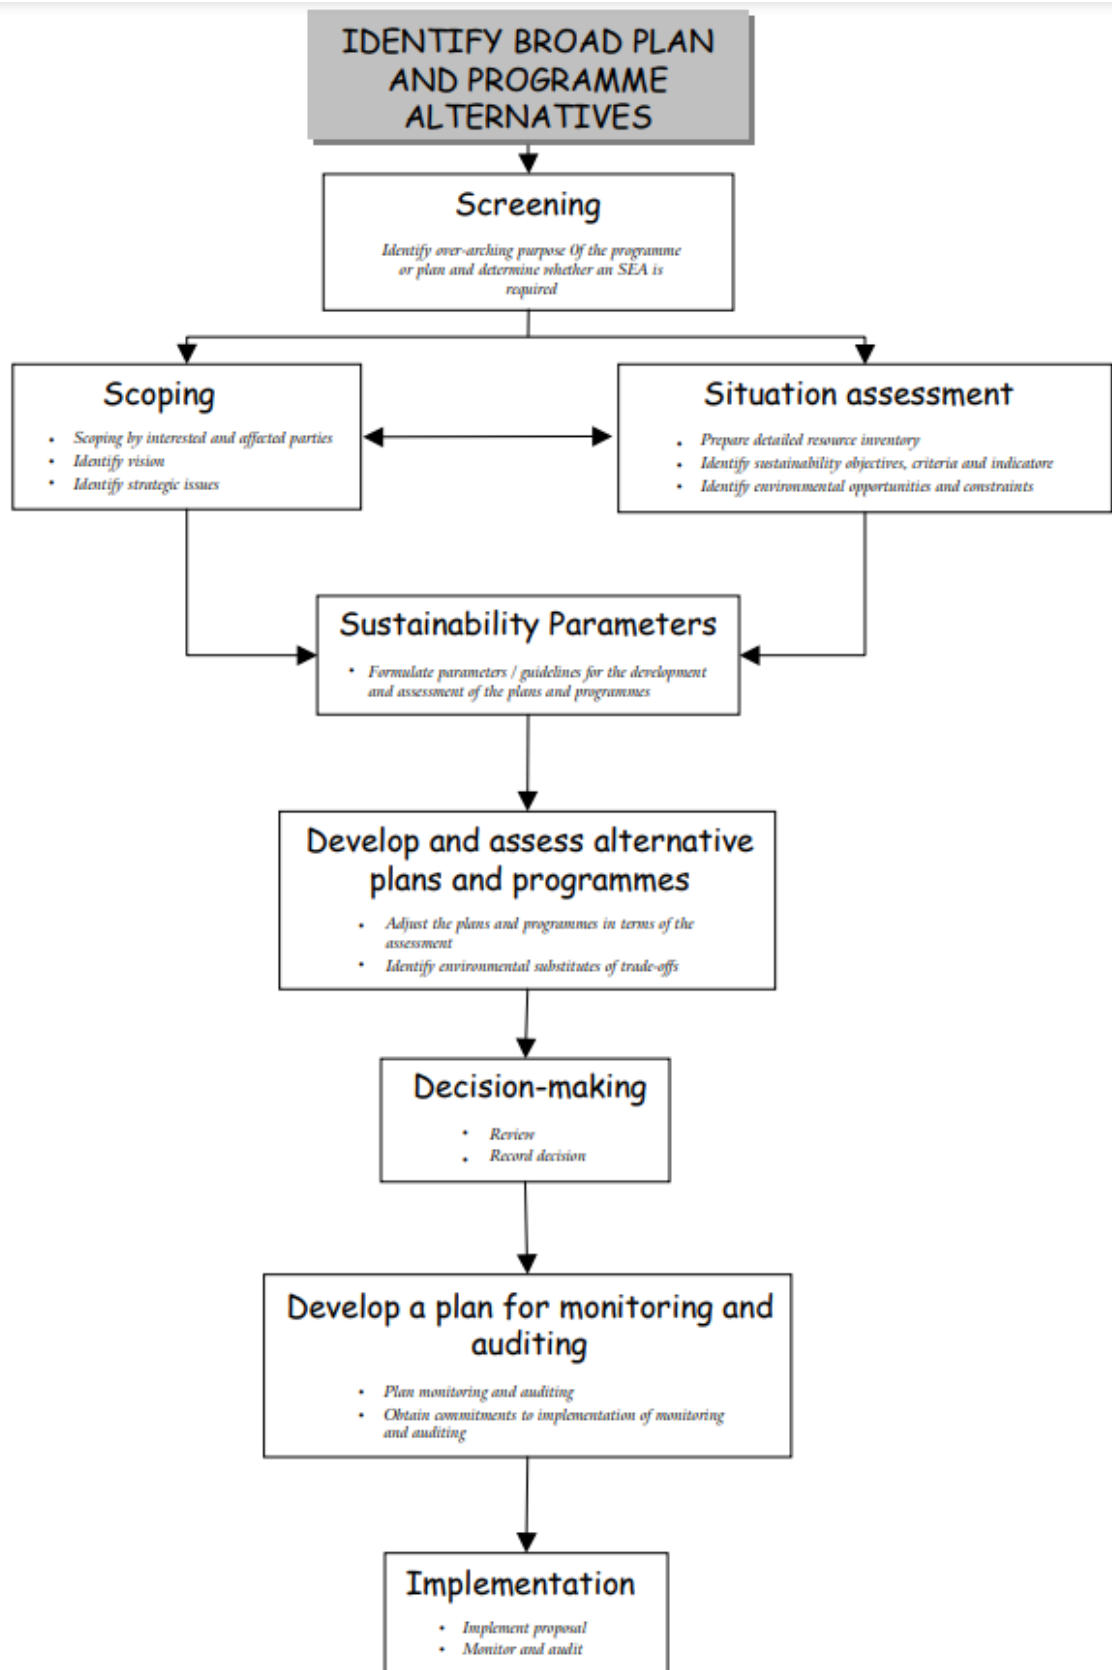 IDENTIFY BROAD PLAN
AND PROGRAMME
ALTERNATIVES
Screening
Identify over-arching purpose 0f the programme
or plan and determine whether an SEA is
required
Scoping
• Scoping by interested and affected parties
• Identify vision
• Identify strategic issues
Situation assessment
• Prepare detailed resource inventory
• Identify sustainability objectives, criteria and indicatore
• Identify environmental opportunities and constraints
Sustainability Parameters
• Formulate parameters / guidelines for the development
and assessment of the plans and programmes
Develop and assess alternative
plans and programmes
• Adjust the plans and programmes in terms of the
assessment
• Identify environmental substitutes of trade-offs
Decision-making
• Review
• Record decision
Develop a plan for monitoring and
auditing
• Plan monitoring and auditing
• Obtain commitments to implementation of monitoring
and auditing
Implementation
• Implement proposal
• Monitor and audit